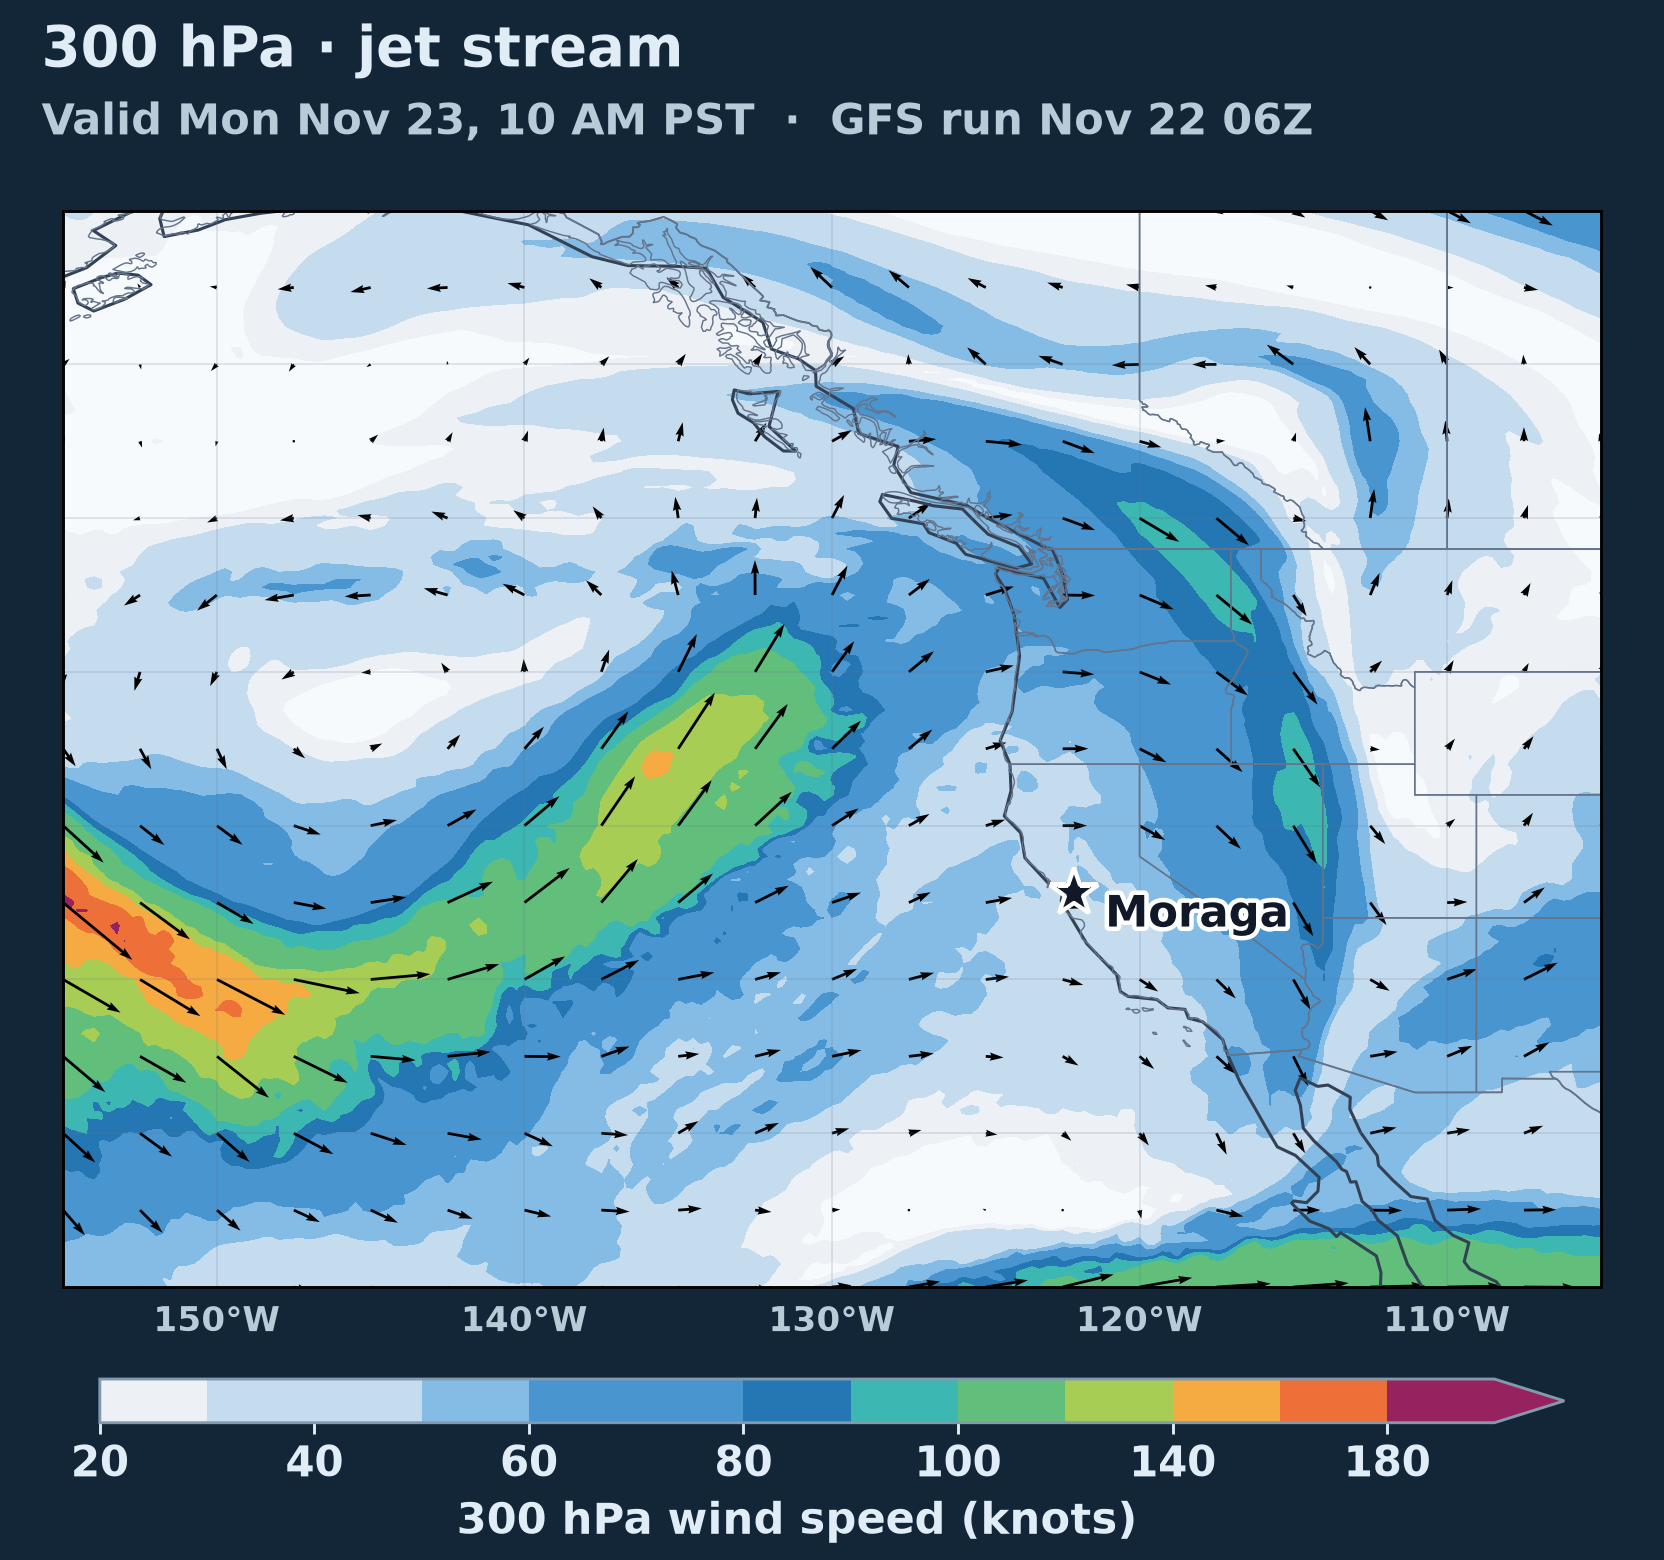 300 hPa · jet stream
Valid Mon Nov 23, 10 AM PST · GFS run Nov 22 06Z
Moraga
150°W 140°W 130°W 120°W 110°W
20 40 60 80 100 140 180
300 hPa wind speed (knots)